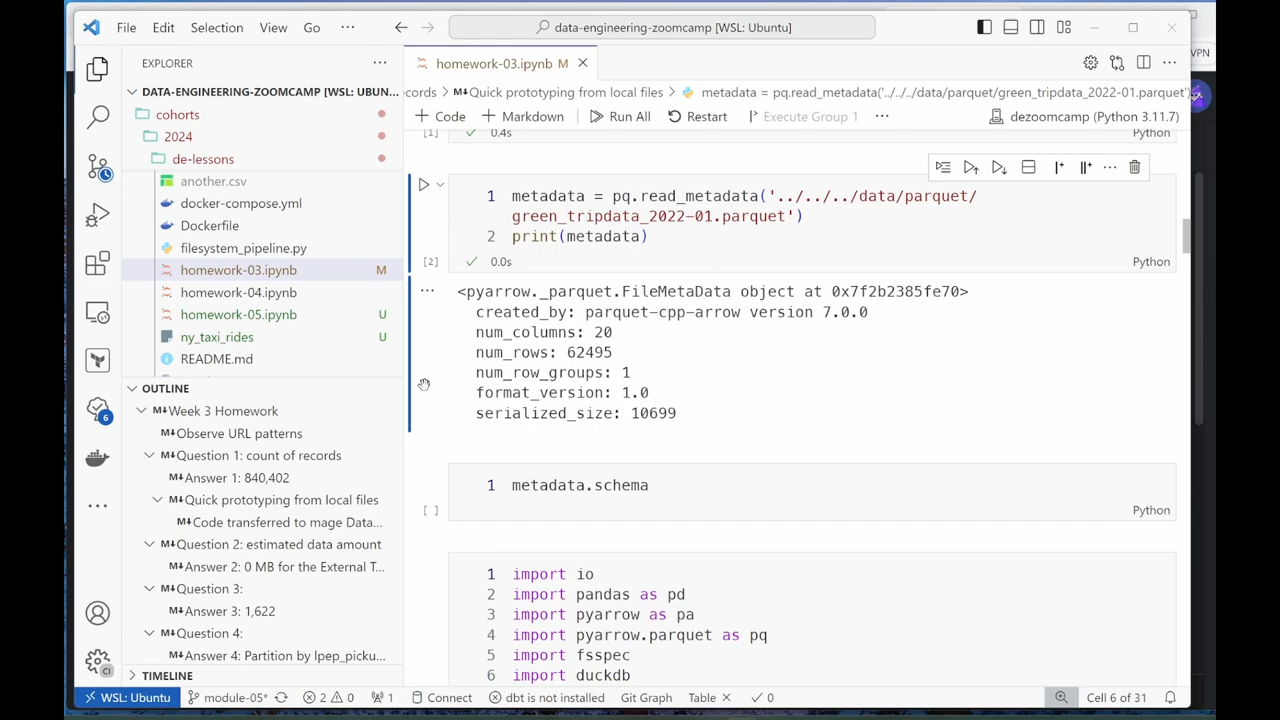 File Edit Selection View Go ··· data-engineering-zoomcamp [WSL: Ubuntu]
VPN
EXPLORER ···
DATA-ENGINEERING-ZOOMCAMP [WSL: UBUN...
cohorts
2024
de-lessons
another.csv
docker-compose.yml
Dockerfile
filesystem_pipeline.py
homework-03.ipynb M
homework-04.ipynb
homework-05.ipynb U
ny_taxi_rides U
README.md
OUTLINE
M↓Week 3 Homework
M↓Observe URL patterns
M↓Question 1: count of records
M↓Answer 1: 840,402
M↓Quick prototyping from local files
M↓Code transferred to mage Data...
M↓Question 2: estimated data amount
M↓Answer 2: 0 MB for the External T...
M↓Question 3:
M↓Answer 3: 1,622
M↓Question 4:
M↓Answer 4: Partition by lpep_picku...
TIMELINE
6
CI
homework-03.ipynb M
cords > M↓Quick prototyping from local files > metadata = pq.read_metadata('../../../data/parquet/green_tripdata_2022-01.parquet')
+ Code + Markdown Run All Restart Execute Group 1 ··· dezoomcamp (Python 3.11.7)
[1] 0.4s Python
1 metadata = pq.read_metadata('../../../data/parquet/
green_tripdata_2022-01.parquet')
2 print(metadata)
[2] 0.0s Python
··· <pyarrow._parquet.FileMetaData object at 0x7f2b2385fe70>
created_by: parquet-cpp-arrow version 7.0.0
num_columns: 20
num_rows: 62495
num_row_groups: 1
format_version: 1.0
serialized_size: 10699
1 metadata.schema
[ ] Python
1 import io
2 import pandas as pd
3 import pyarrow as pa
4 import pyarrow.parquet as pq
5 import fsspec
6 import duckdb
WSL: Ubuntu module-05* 2 0 1 Connect dbt is not installed Git Graph Table 0 Cell 6 of 31